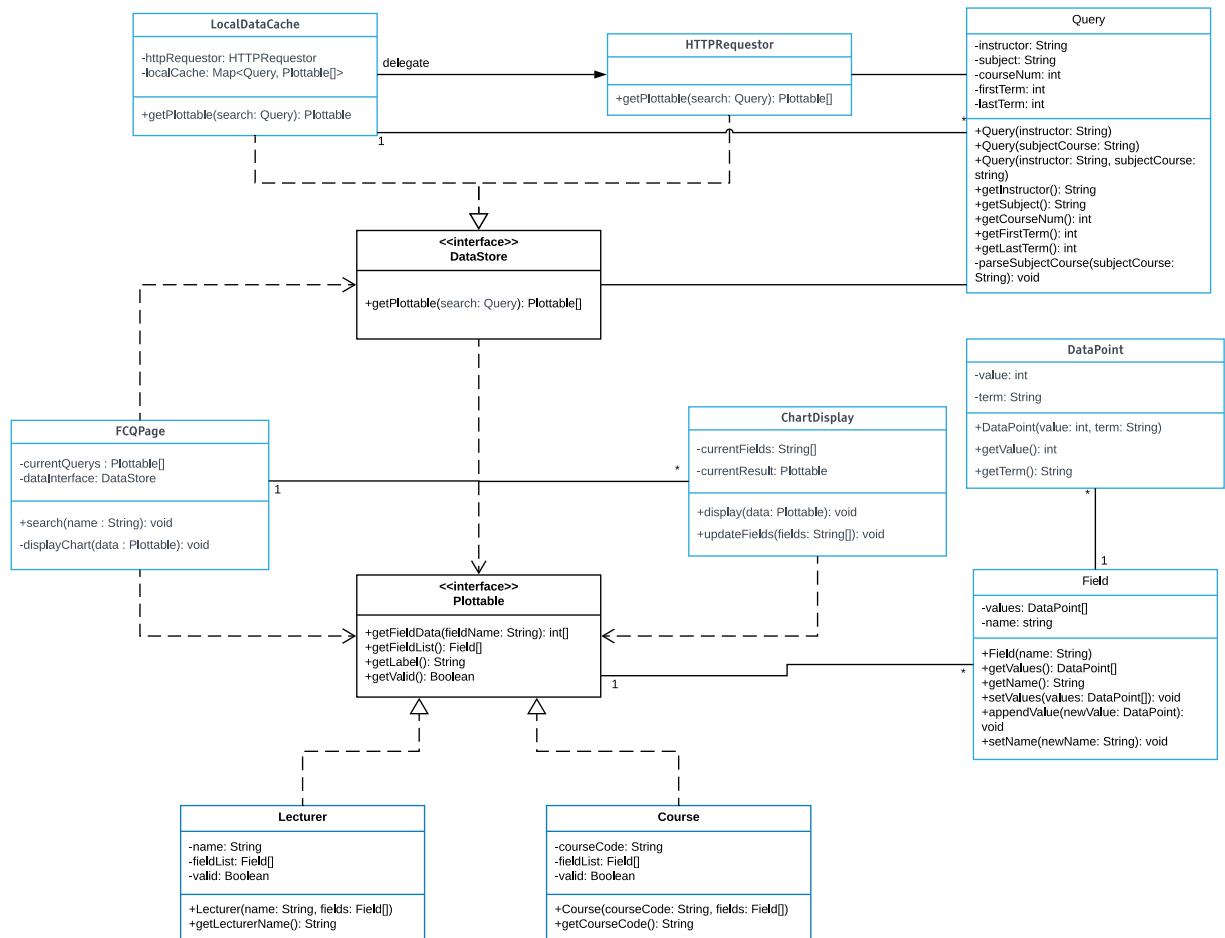 LocalDataCache
-httpRequestor: HTTPRequestor
-localCache: Map<Query, Plottable[]>
+getPlottable(search: Query): Plottable
delegate
HTTPRequestor
+getPlottable(search: Query): Plottable[]
Query
-instructor: String
-subject: String
-courseNum: int
-firstTerm: int
-lastTerm: int
+Query(instructor: String)
+Query(subjectCourse: String)
+Query(instructor: String, subjectCourse:
string)
+getInstructor(): String
+getSubject(): String
+getCourseNum(): int
+getFirstTerm(): int
+getLastTerm(): int
-parseSubjectCourse(subjectCourse:
String): void
1
*
<<interface>>
DataStore
+getPlottable(search: Query): Plottable[]
DataPoint
-value: int
-term: String
+DataPoint(value: int, term: String)
+getValue(): int
+getTerm(): String
FCQPage
-currentQuerys : Plottable[]
-dataInterface: DataStore
+search(name : String): void
-displayChart(data : Plottable): void
1
*
ChartDisplay
-currentFields: String[]
-currentResult: Plottable
+display(data: Plottable): void
+updateFields(fields: String[]): void
*
1
<<interface>>
Plottable
+getFieldData(fieldName: String): int[]
+getFieldList(): Field[]
+getLabel(): String
+getValid(): Boolean
1
*
Field
-values: DataPoint[]
-name: string
+Field(name: String)
+getValues(): DataPoint[]
+getName(): String
+setValues(values: DataPoint[]): void
+appendValue(newValue: DataPoint):
void
+setName(newName: String): void
Lecturer
-name: String
-fieldList: Field[]
-valid: Boolean
+Lecturer(name: String, fields: Field[])
+getLecturerName(): String
Course
-courseCode: String
-fieldList: Field[]
-valid: Boolean
+Course(courseCode: String, fields: Field[])
+getCourseCode(): String